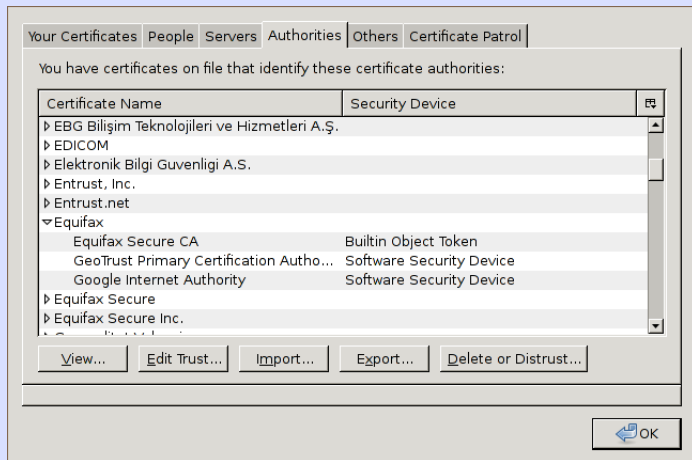 Your Certificates People Servers Authorities Others Certificate Patrol
You have certificates on file that identify these certificate authorities:
Certificate Name Security Device
EBG Bilişim Teknolojileri ve Hizmetleri A.Ş.
EDICOM
Elektronik Bilgi Guvenligi A.S.
Entrust, Inc.
Entrust.net
Equifax
Equifax Secure CA Builtin Object Token
GeoTrust Primary Certification Autho... Software Security Device
Google Internet Authority Software Security Device
Equifax Secure
Equifax Secure Inc.
View... Edit Trust... Import... Export... Delete or Distrust...
OK